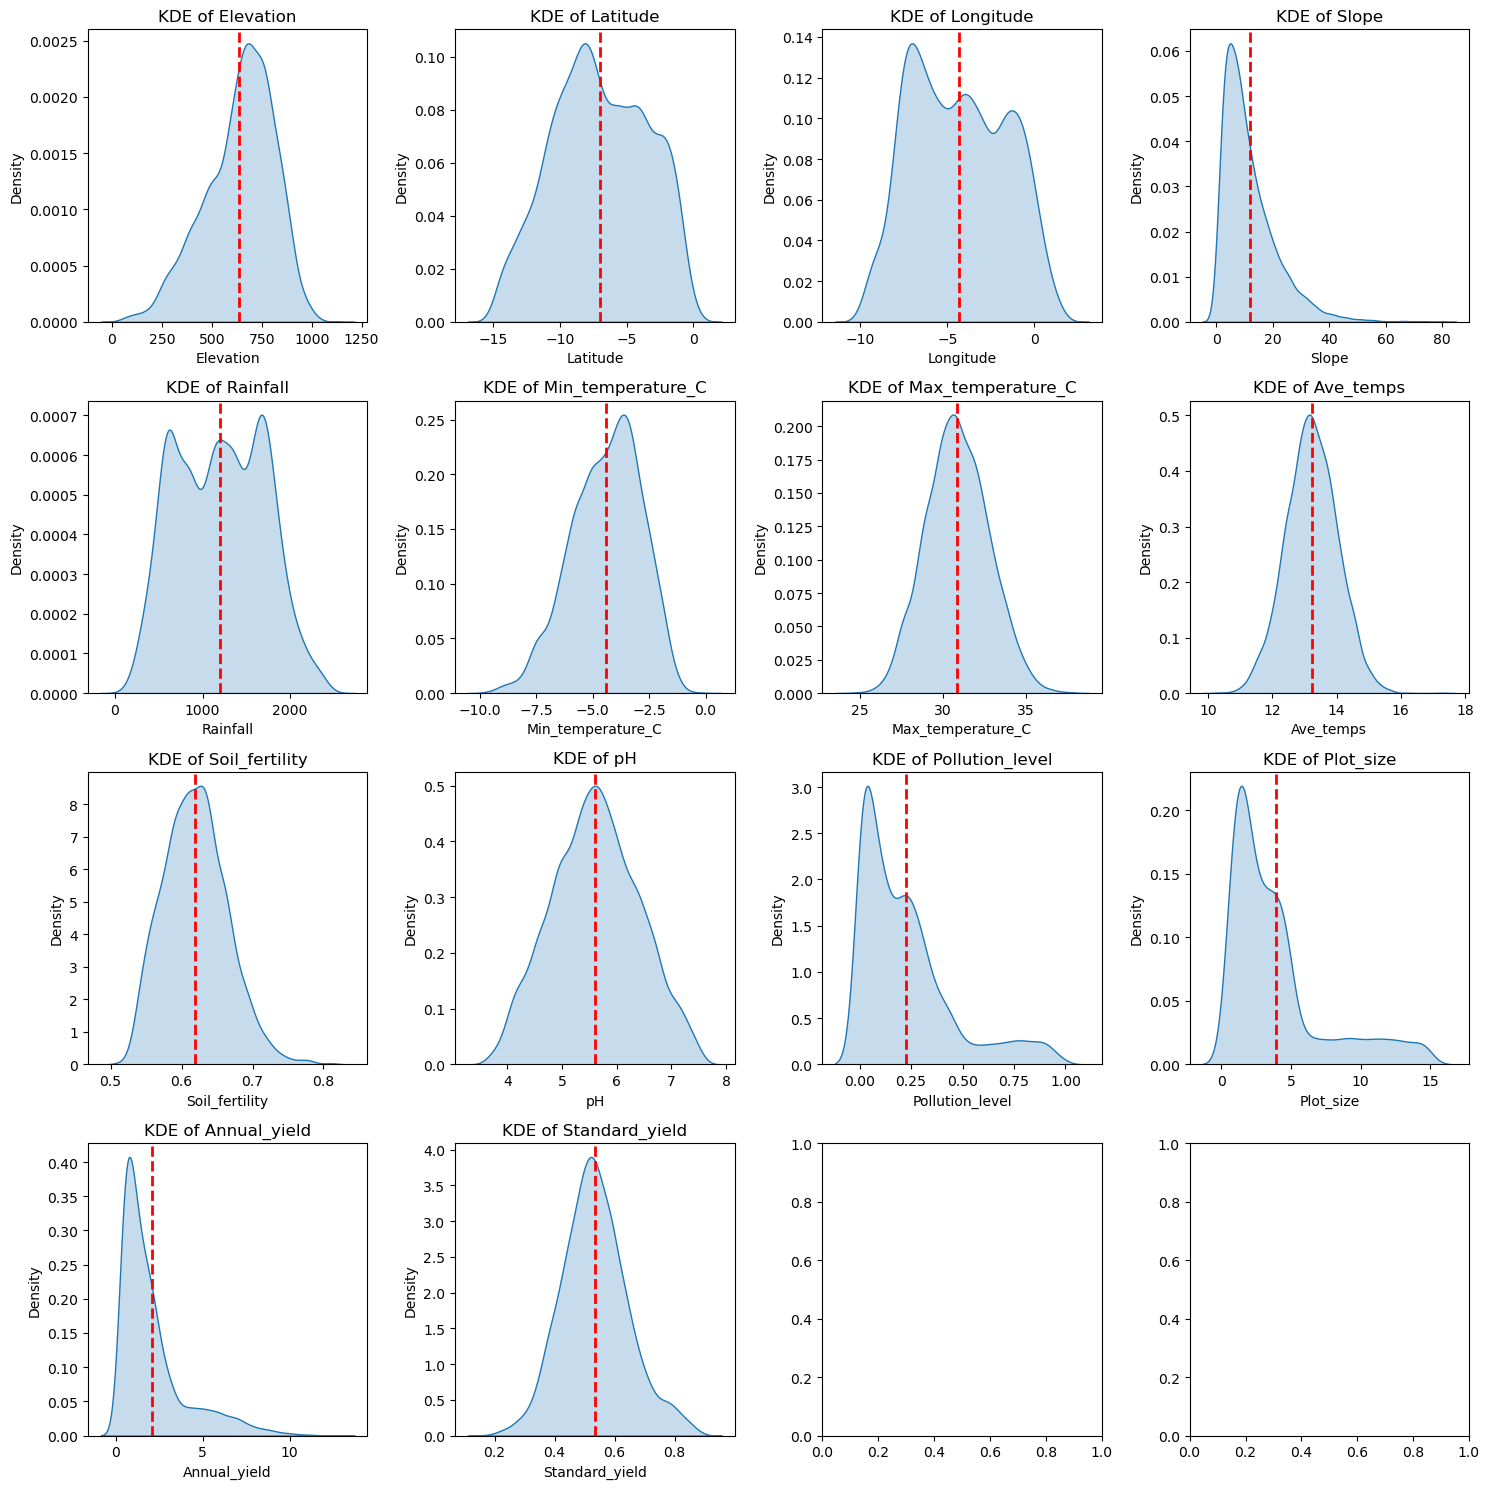 KDE of Elevation
0.0025
0.0020
0.0015
0.0010
0.0005
0.0000
Density
0 250 500 750 1000 1250
Elevation
KDE of Latitude
0.10
0.08
0.06
0.04
0.02
0.00
Density
−15 −10 −5 0
Latitude
KDE of Longitude
0.14
0.12
0.10
0.08
0.06
0.04
0.02
0.00
Density
−10 −5 0
Longitude
KDE of Slope
0.06
0.05
0.04
0.03
0.02
0.01
0.00
Density
0 20 40 60 80
Slope
KDE of Rainfall
0.0007
0.0006
0.0005
0.0004
0.0003
0.0002
0.0001
0.0000
Density
0 1000 2000
Rainfall
KDE of Min_temperature_C
0.25
0.20
0.15
0.10
0.05
0.00
Density
−10.0 −7.5 −5.0 −2.5 0.0
Min_temperature_C
KDE of Max_temperature_C
0.200
0.175
0.150
0.125
0.100
0.075
0.050
0.025
0.000
Density
25 30 35
Max_temperature_C
KDE of Ave_temps
0.5
0.4
0.3
0.2
0.1
0.0
Density
10 12 14 16 18
Ave_temps
KDE of Soil_fertility
8
7
6
5
4
3
2
1
0
Density
0.5 0.6 0.7 0.8
Soil_fertility
KDE of pH
0.5
0.4
0.3
0.2
0.1
0.0
Density
4 5 6 7 8
pH
KDE of Pollution_level
3.0
2.5
2.0
1.5
1.0
0.5
0.0
Density
0.00 0.25 0.50 0.75 1.00
Pollution_level
KDE of Plot_size
0.20
0.15
0.10
0.05
0.00
Density
0 5 10 15
Plot_size
KDE of Annual_yield
0.40
0.35
0.30
0.25
0.20
0.15
0.10
0.05
0.00
Density
0 5 10
Annual_yield
KDE of Standard_yield
4.0
3.5
3.0
2.5
2.0
1.5
1.0
0.5
0.0
Density
0.2 0.4 0.6 0.8
Standard_yield
1.0
0.8
0.6
0.4
0.2
0.0
0.0 0.2 0.4 0.6 0.8 1.0
1.0
0.8
0.6
0.4
0.2
0.0
0.0 0.2 0.4 0.6 0.8 1.0